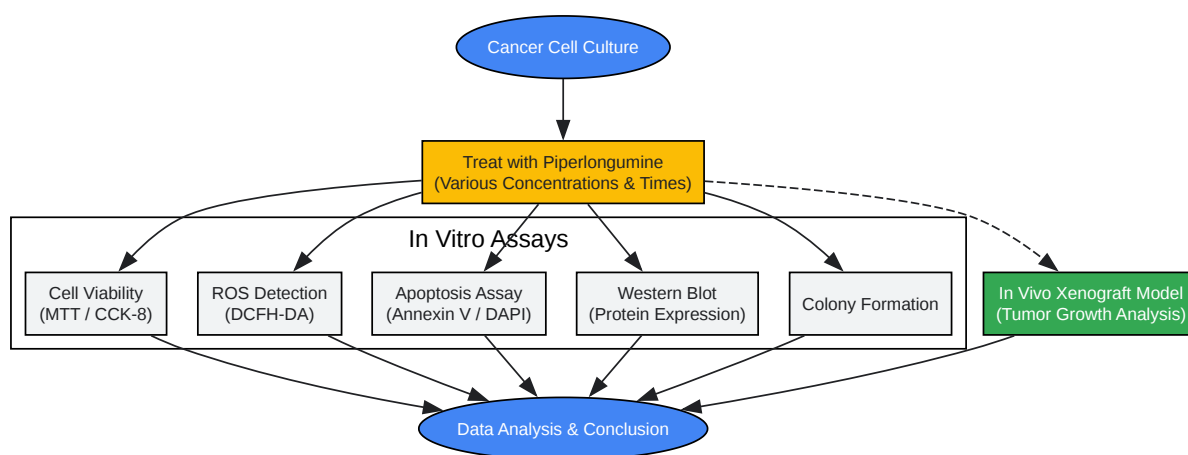 Cancer Cell Culture
Treat with Piperlongumine
(Various Concentrations & Times)
In Vitro Assays
Cell Viability
(MTT / CCK-8)
ROS Detection
(DCFH-DA)
Apoptosis Assay
(Annexin V / DAPI)
Western Blot
(Protein Expression)
Colony Formation
In Vivo Xenograft Model
(Tumor Growth Analysis)
Data Analysis & Conclusion